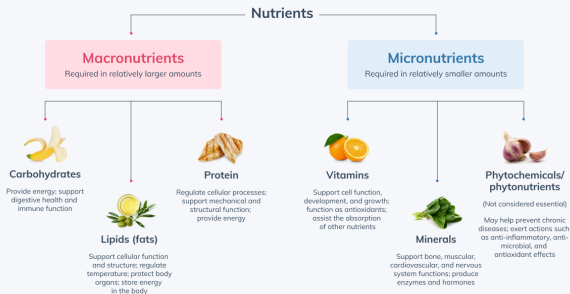 Nutrients
Macronutrients
Required in relatively larger amounts
Micronutrients
Required in relatively smaller amounts
Carbohydrates
Provide energy; support
digestive health and
immune function
Lipids (fats)
Support cellular function
and structure; regulate
temperature; protect body
organs; store energy
in the body
Protein
Regulate cellular processes;
support mechanical and
structural function;
provide energy
Vitamins
Support cell function,
development, and growth;
function as antioxidants;
assist the absorption
of other nutrients
Minerals
Support bone, muscular,
cardiovascular, and nervous
system functions; produce
enzymes and hormones
Phytochemicals/
phytonutrients
(Not considered essential)
May help prevent chronic
diseases; exert actions such
as anti-inflammatory, anti-
microbial, and
antioxidant effects